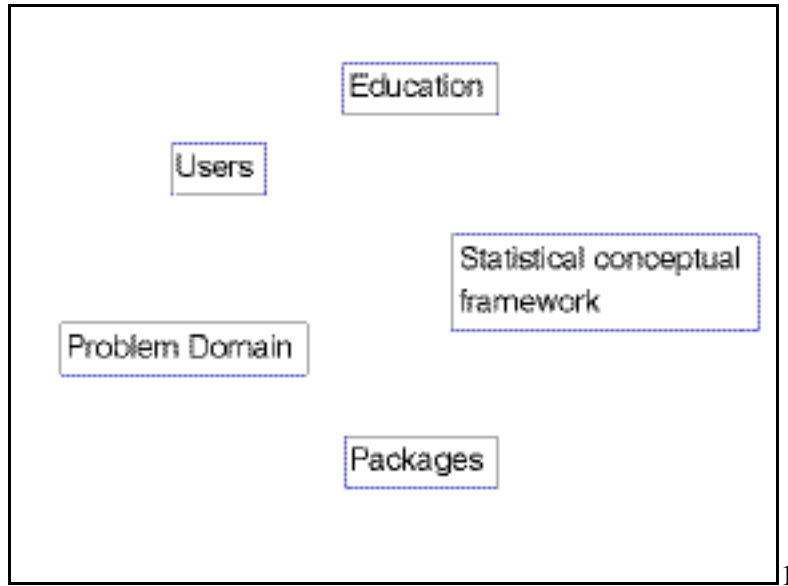 Education
Users
Statistical conceptual
framework
Problem Domain
Packages
1